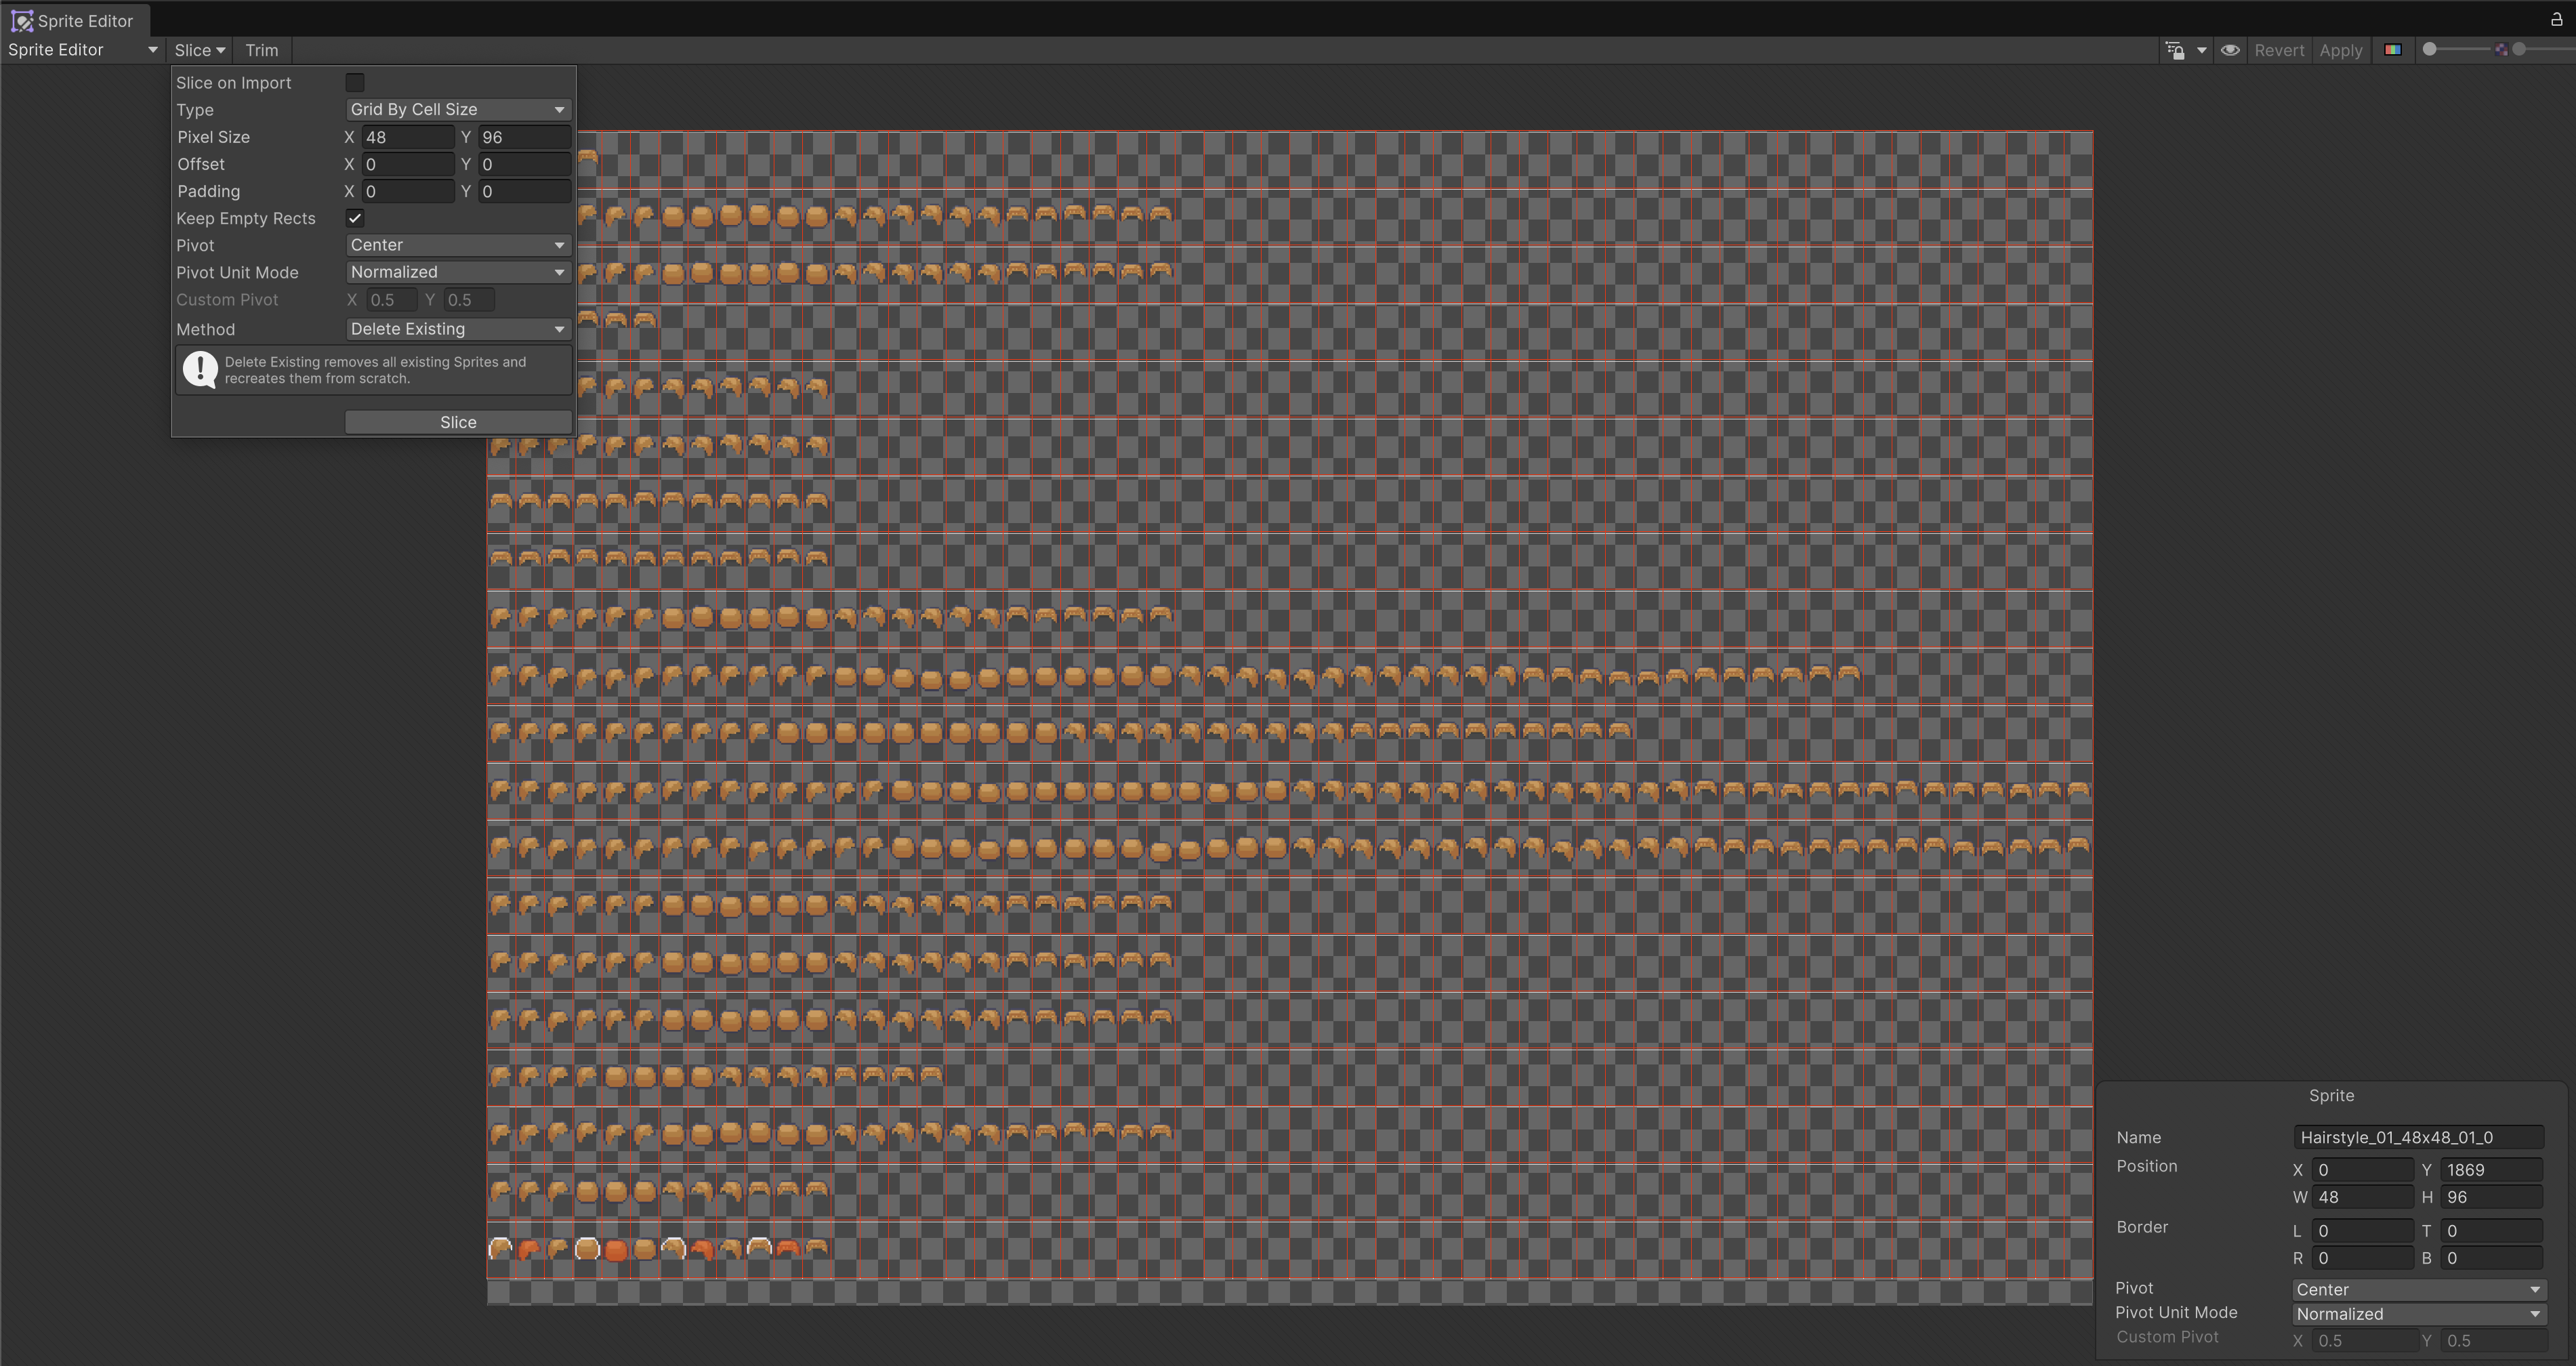 Sprite Editor
Sprite Editor Slice Trim Revert Apply
Slice on Import
Type Grid By Cell Size
Pixel Size X 48 Y 96
Offset X 0 Y 0
Padding X 0 Y 0
Keep Empty Rects
Pivot Center
Pivot Unit Mode Normalized
Custom Pivot X 0.5 Y 0.5
Method Delete Existing
Delete Existing removes all existing Sprites and
recreates them from scratch.
Slice
Sprite
Name Hairstyle_01_48x48_01_0
Position X 0 Y 1869
W 48 H 96
Border L 0 T 0
R 0 B 0
Pivot Center
Pivot Unit Mode Normalized
Custom Pivot X 0.5 Y 0.5